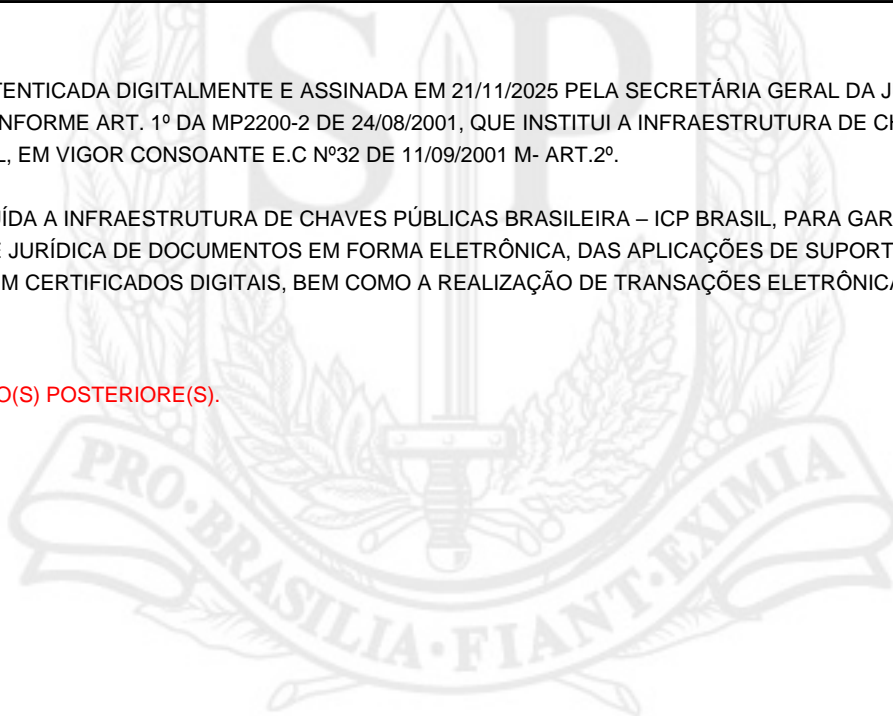 TENTICADA DIGITALMENTE E ASSINADA EM 21/11/2025 PELA SECRETÁRIA GERAL DA J
NFORME ART. 1º DA MP2200-2 DE 24/08/2001, QUE INSTITUI A INFRAESTRUTURA DE CH
L, EM VIGOR CONSOANTE E.C Nº32 DE 11/09/2001 M- ART.2º.
UÍDA A INFRAESTRUTURA DE CHAVES PÚBLICAS BRASILEIRA – ICP BRASIL, PARA GAR
E JURÍDICA DE DOCUMENTOS EM FORMA ELETRÔNICA, DAS APLICAÇÕES DE SUPORT
M CERTIFICADOS DIGITAIS, BEM COMO A REALIZAÇÃO DE TRANSAÇÕES ELETRÔNICA
O(S) POSTERIORE(S).
SP
PRO·BRASILIA·FIANT·EXIMIA